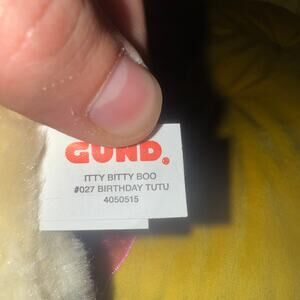 GUND®
ITTY BITTY BOO
#027 BIRTHDAY TUTU
4050515